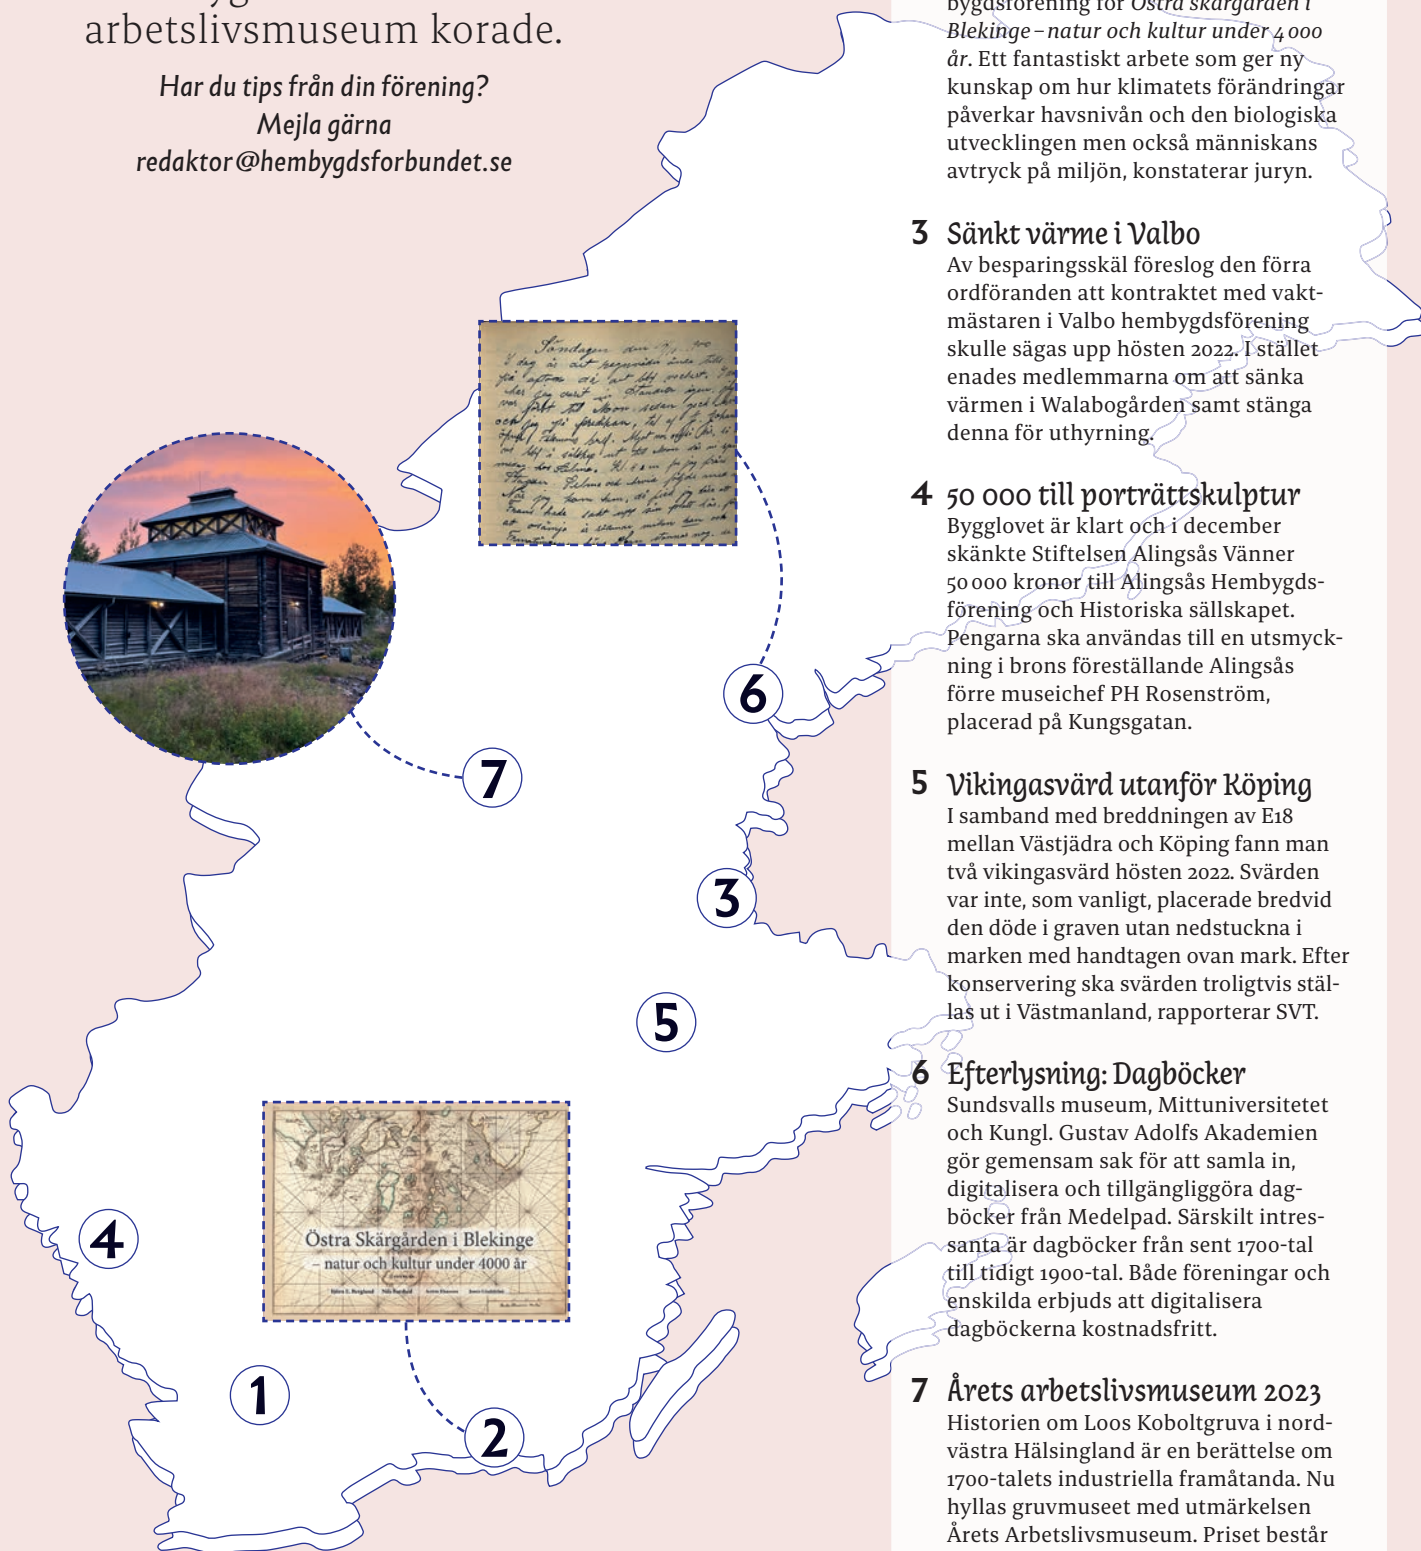 arbetslivsmuseum korade.
Har du tips från din förening?
Mejla gärna
redaktor@hembygdsforbundet.se
Söndagen den
7
6
3
5
4
Östra Skärgården i Blekinge
– natur och kultur under 4000 år
1
2
bygdsförening för Östra skärgården i
Blekinge – natur och kultur under 4 000
år. Ett fantastiskt arbete som ger ny
kunskap om hur klimatets förändringar
påverkar havsnivån och den biologiska
utvecklingen men också människans
avtryck på miljön, konstaterar juryn.
3 Sänkt värme i Valbo
Av besparingsskäl föreslog den förra
ordföranden att kontraktet med vakt-
mästaren i Valbo hembygdsförening
skulle sägas upp hösten 2022. I stället
enades medlemmarna om att sänka
värmen i Walabogården samt stänga
denna för uthyrning.
4 50 000 till porträttskulptur
Bygglovet är klart och i december
skänkte Stiftelsen Alingsås Vänner
50 000 kronor till Alingsås Hembygds-
förening och Historiska sällskapet.
Pengarna ska användas till en utsmyck-
ning i brons föreställande Alingsås
förre museichef PH Rosenström,
placerad på Kungsgatan.
5 Vikingasvärd utanför Köping
I samband med breddningen av E18
mellan Västjädra och Köping fann man
två vikingasvärd hösten 2022. Svärden
var inte, som vanligt, placerade bredvid
den döde i graven utan nedstuckna i
marken med handtagen ovan mark. Efter
konservering ska svärden troligtvis stäl-
las ut i Västmanland, rapporterar SVT.
6 Efterlysning: Dagböcker
Sundsvalls museum, Mittuniversitetet
och Kungl. Gustav Adolfs Akademien
gör gemensam sak för att samla in,
digitalisera och tillgängliggöra dag-
böcker från Medelpad. Särskilt intres-
santa är dagböcker från sent 1700-tal
till tidigt 1900-tal. Både föreningar och
enskilda erbjuds att digitalisera
dagböckerna kostnadsfritt.
7 Årets arbetslivsmuseum 2023
Historien om Loos Koboltgruva i nord-
västra Hälsingland är en berättelse om
1700-talets industriella framåtanda. Nu
hyllas gruvmuseet med utmärkelsen
Årets Arbetslivsmuseum. Priset består